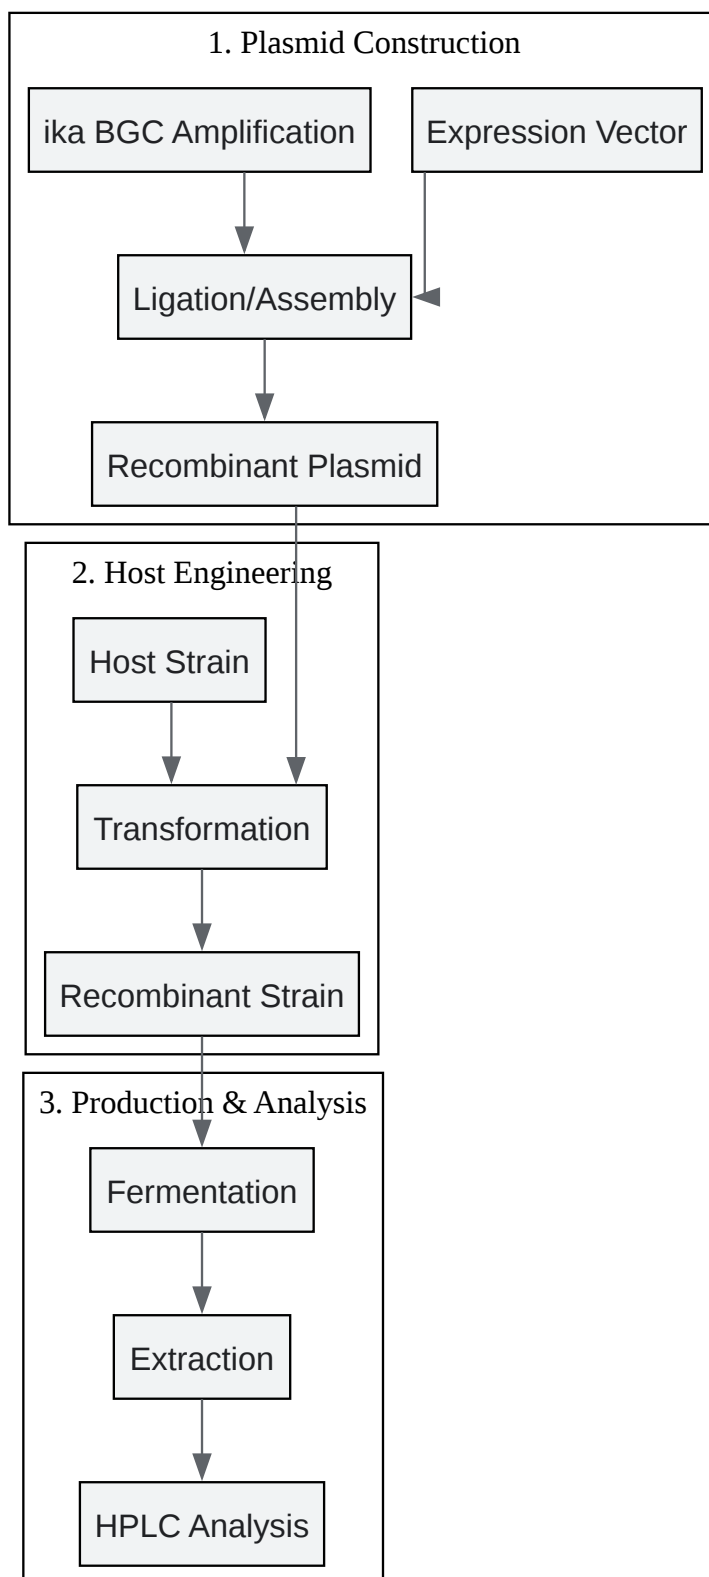 1. Plasmid Construction
ika BGC Amplification
Expression Vector
Ligation/Assembly
Recombinant Plasmid
2. Host Engineering
Host Strain
Transformation
Recombinant Strain
3. Production & Analysis
Fermentation
Extraction
HPLC Analysis